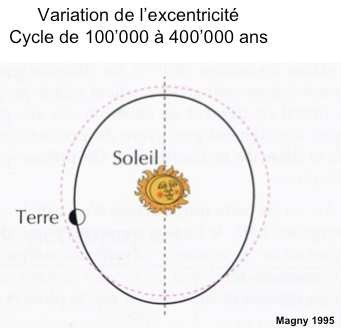 Variation de l’excentricité
Cycle de 100’000 à 400’000 ans
Soleil
Terre
Magny 1995